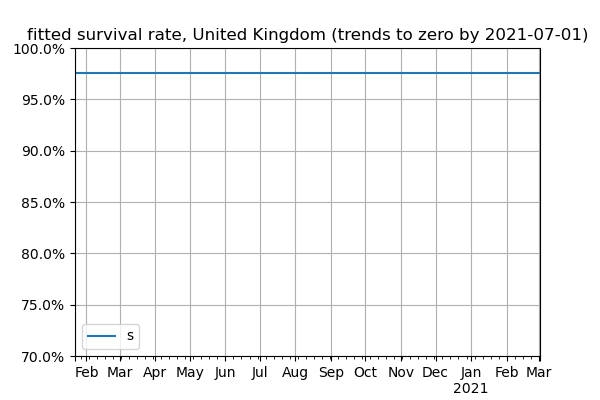 fitted survival rate, United Kingdom (trends to zero by 2021-07-01)
100.0%
95.0%
90.0%
85.0%
80.0%
75.0%
70.0%
s
Feb Mar Apr May Jun Jul Aug Sep Oct Nov Dec Jan Feb Mar
2021